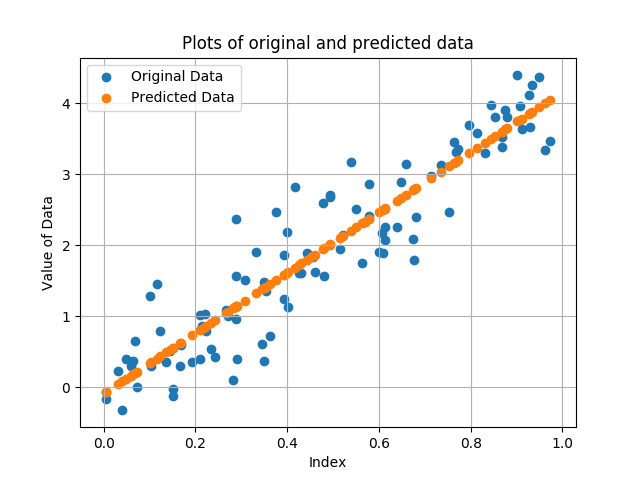 Plots of original and predicted data
Original Data
Predicted Data
Value of Data
4
3
2
1
0
0.0 0.2 0.4 0.6 0.8 1.0
Index